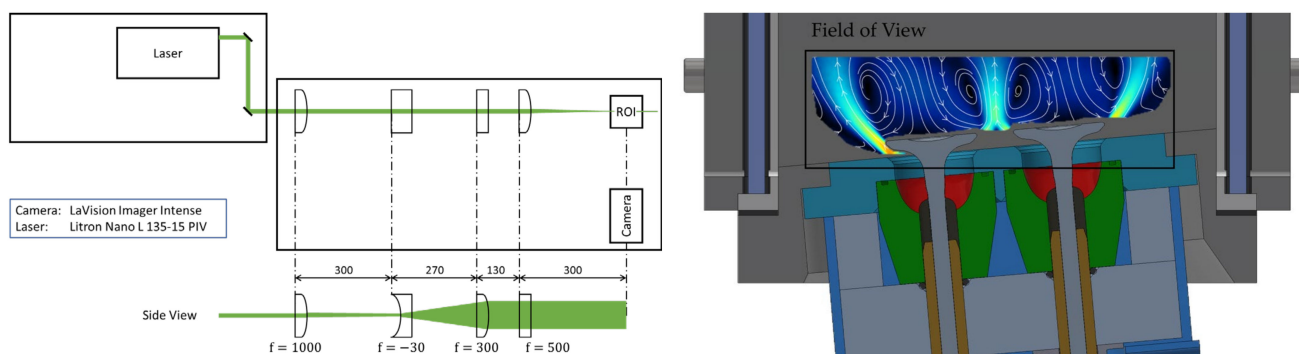 Laser
ROI
Camera
Camera: LaVision Imager Intense
Laser: Litron Nano L 135-15 PIV
300
270
130
300
Side View
f = 1000
f = −30
f = 300
f = 500
Field of View